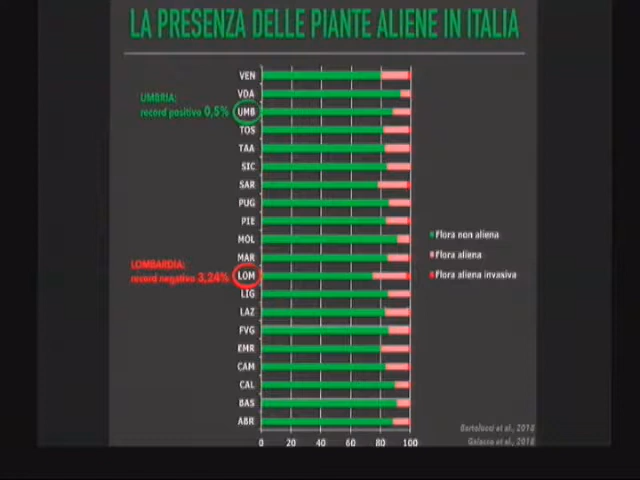 LA PRESENZA DELLE PIANTE ALIENE IN ITALIA
VEN
VDA
UMBRIA:
record positivo 0,5%
UMB
TOS
TAA
SIC
SAR
PUG
PIE
MOL
MAR
LOMBARDIA:
record negativo 3,24%
LOM
LIG
LAZ
FVG
EMR
CAM
CAL
BAS
ABR
0 20 40 60 80 100
Flora non aliena
Flora aliena
Flora aliena invasiva
Bartolucci et al., 2018
Galasso et al., 2018